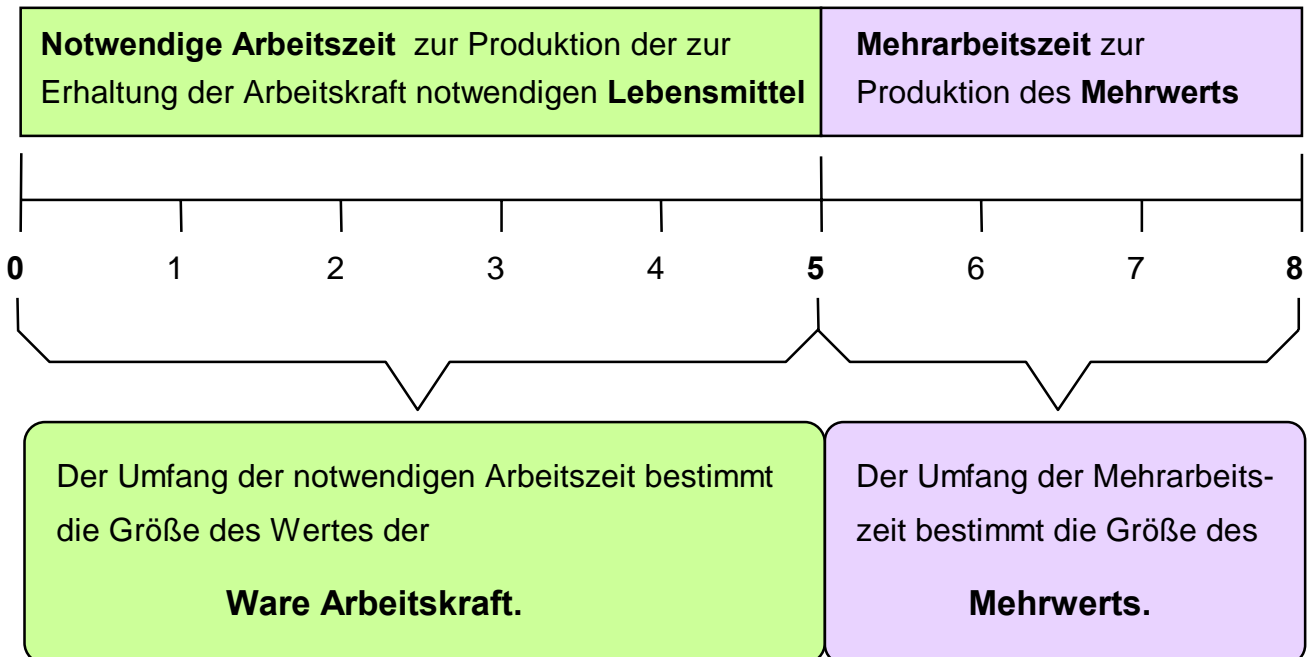 Notwendige Arbeitszeit zur Produktion der zur
Erhaltung der Arbeitskraft notwendigen Lebensmittel
Mehrarbeitszeit zur
Produktion des Mehrwerts
0 1 2 3 4 5 6 7 8
Der Umfang der notwendigen Arbeitszeit bestimmt
die Größe des Wertes der
Ware Arbeitskraft.
Der Umfang der Mehrarbeits-
zeit bestimmt die Größe des
Mehrwerts.